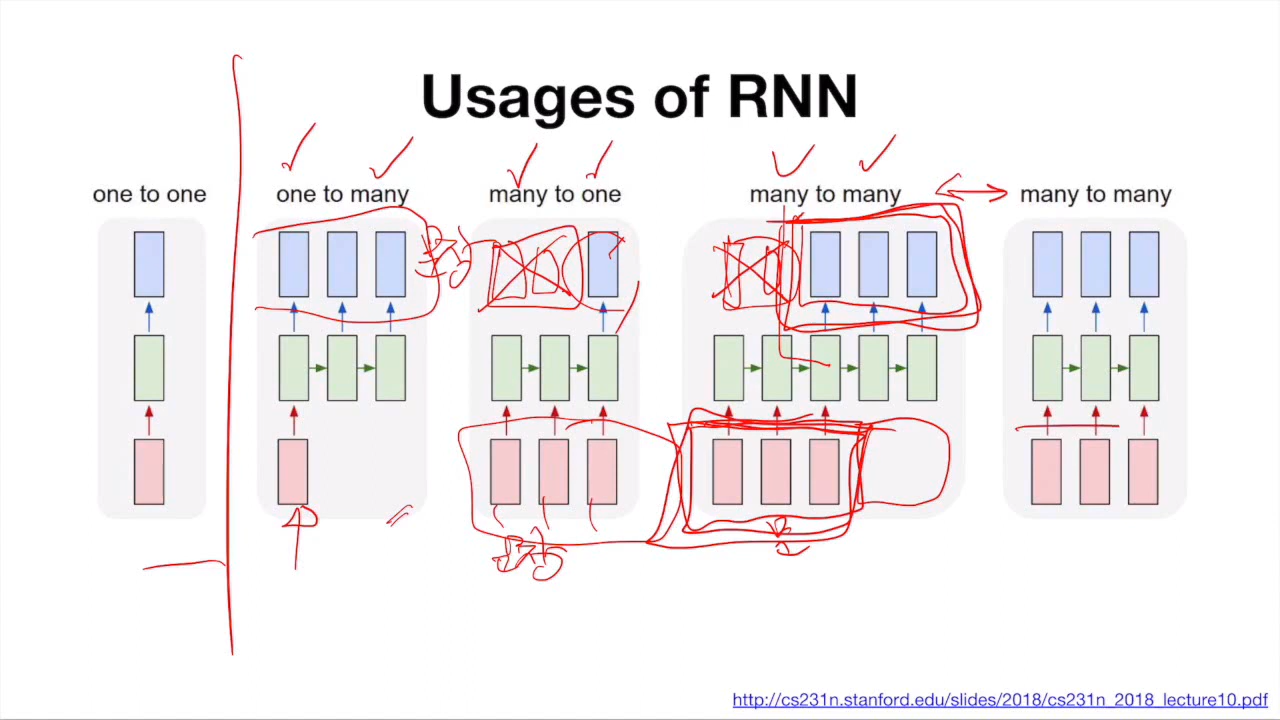 Usages of RNN
one to one
one to many
many to one
many to many
many to many
http://cs231n.stanford.edu/slides/2018/cs231n_2018_lecture10.pdf